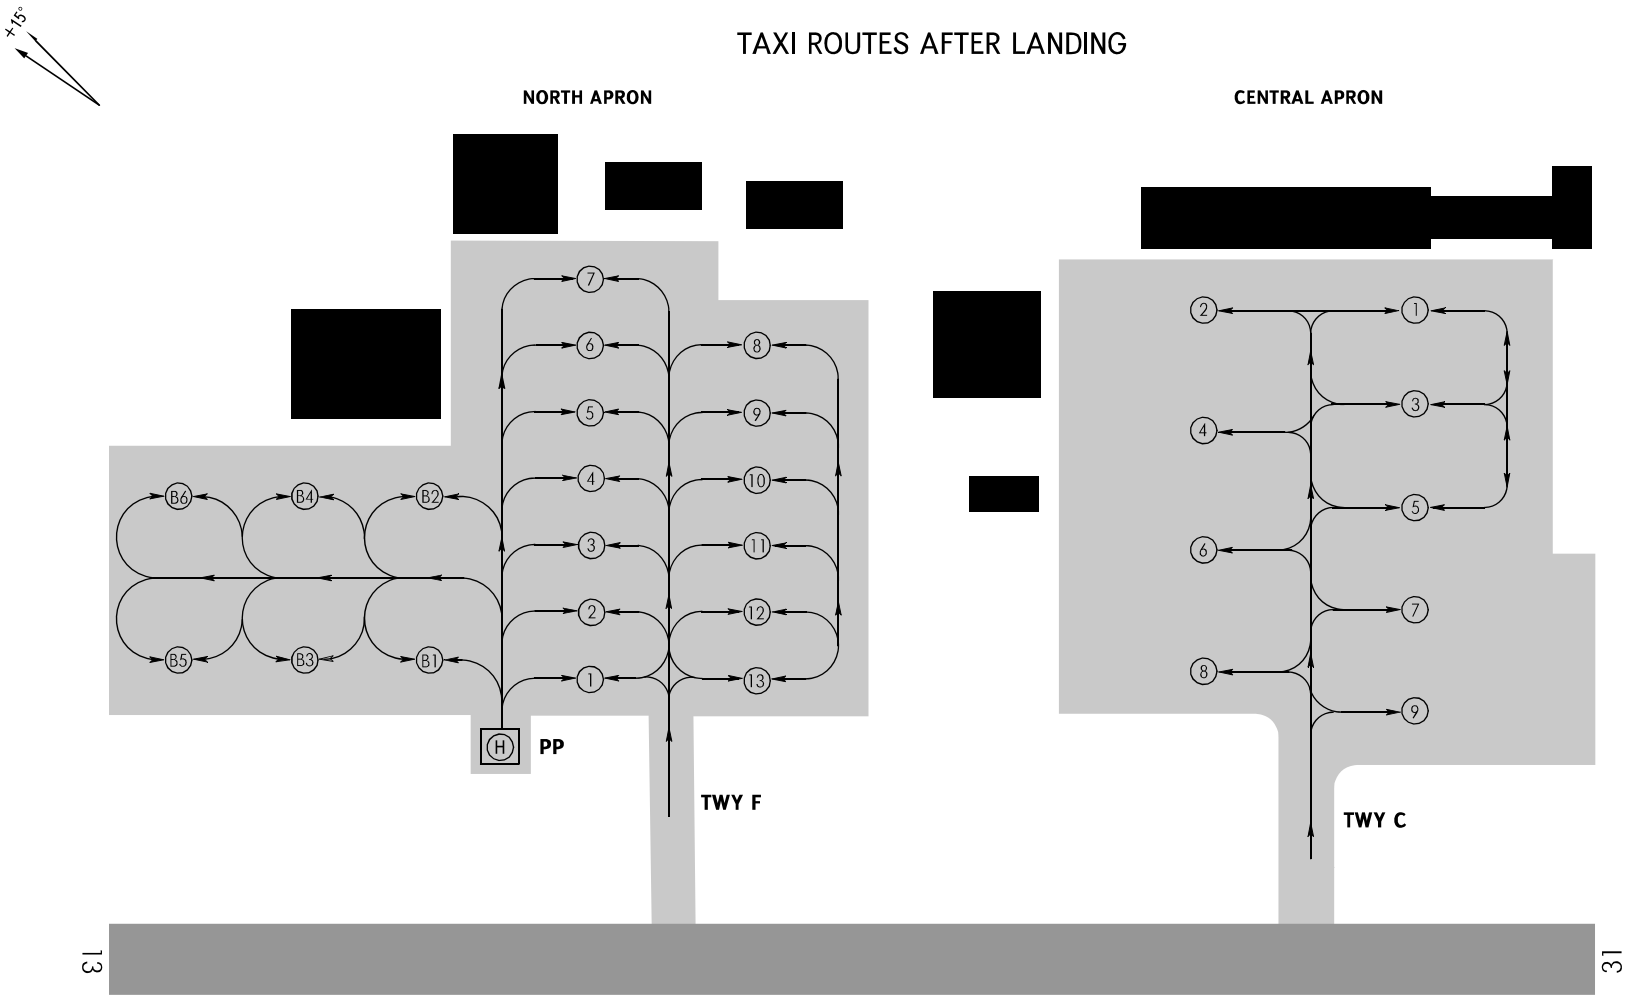 +15°
TAXI ROUTES AFTER LANDING
NORTH APRON
CENTRAL APRON
7
6
8
5
9
4
10
B6
B4
B2
3
11
2
12
B5
B3
B1
1
13
H
PP
TWY F
2
1
3
4
5
6
7
8
9
TWY C
13
31